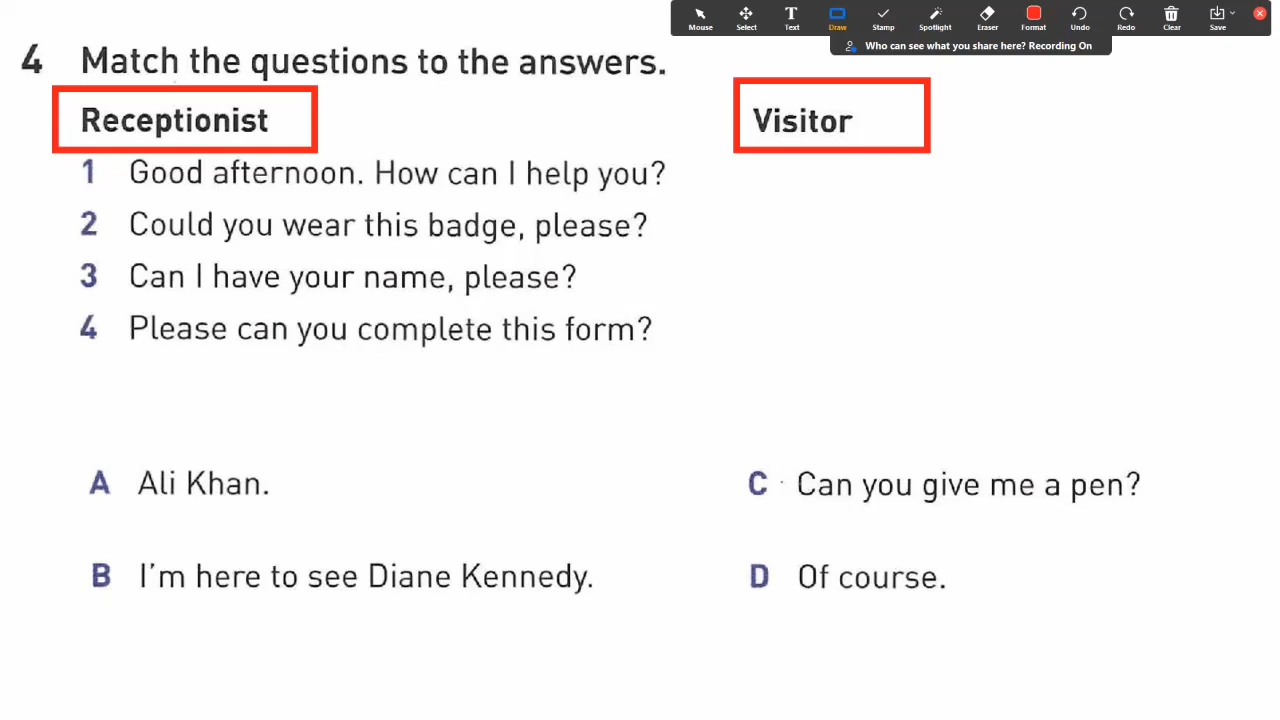 Mouse Select Text Draw Stamp Spotlight Eraser Format Undo Redo Clear Save
Who can see what you share here? Recording On
4 Match the questions to the answers.
Receptionist Visitor
1 Good afternoon. How can I help you?
2 Could you wear this badge, please?
3 Can I have your name, please?
4 Please can you complete this form?
A Ali Khan. C Can you give me a pen?
B I'm here to see Diane Kennedy. D Of course.